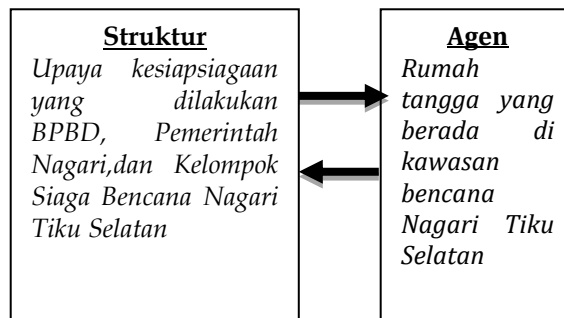 Struktur
Upaya kesiapsiagaan
yang dilakukan
BPBD, Pemerintah
Nagari,dan Kelompok
Siaga Bencana Nagari
Tiku Selatan
Agen
Rumah
tangga yang
berada di
kawasan
bencana
Nagari Tiku
Selatan